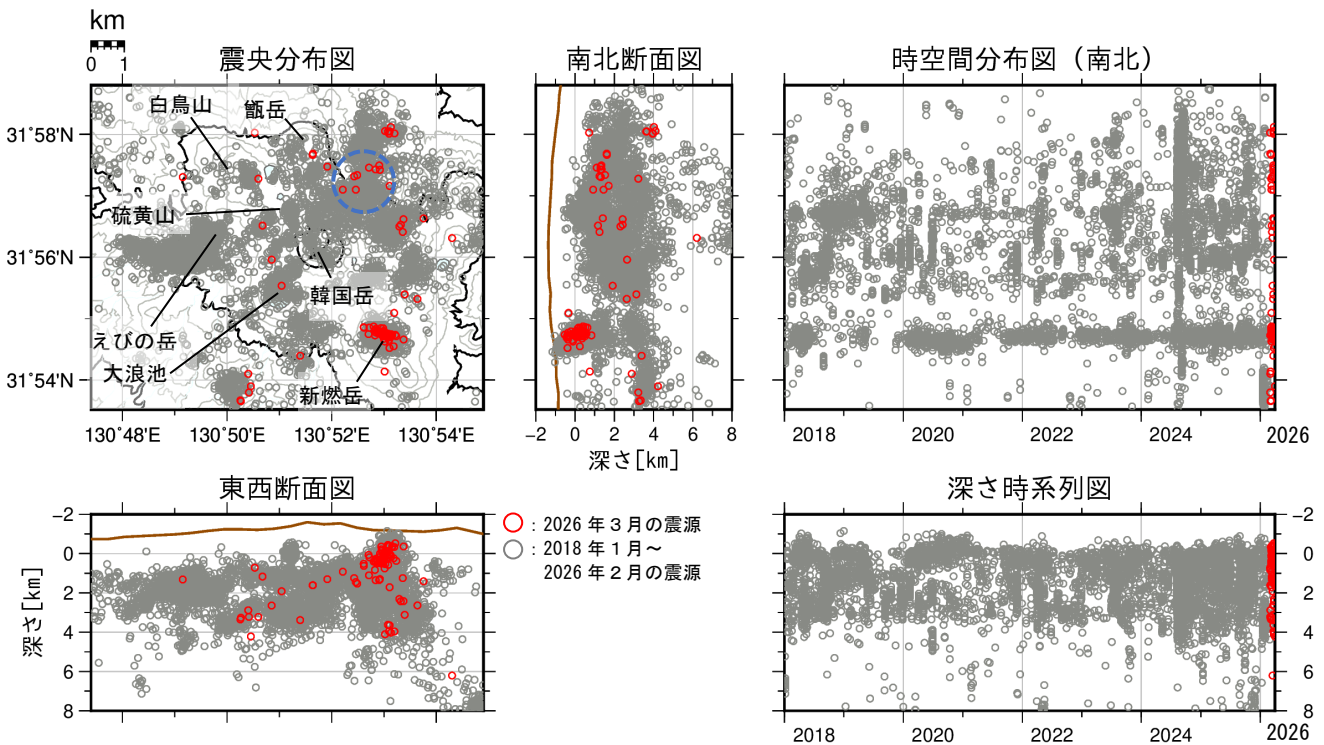 km
0 1
震央分布図
南北断面図
時空間分布図（南北）
白鳥山
甑岳
31°58'N
硫黄山
31°56'N
韓国岳
えびの岳
大浪池
31°54'N
新燃岳
130°48'E 130°50'E 130°52'E 130°54'E
−2 0 2 4 6 8
深さ[km]
2018 2020 2022 2024 2026
東西断面図
深さ時系列図
−2
0
2
4
6
8
深さ[km]
：2026 年３月の震源
：2018 年１月～
2026 年２月の震源
−2
0
2
4
6
8
2018 2020 2022 2024 2026